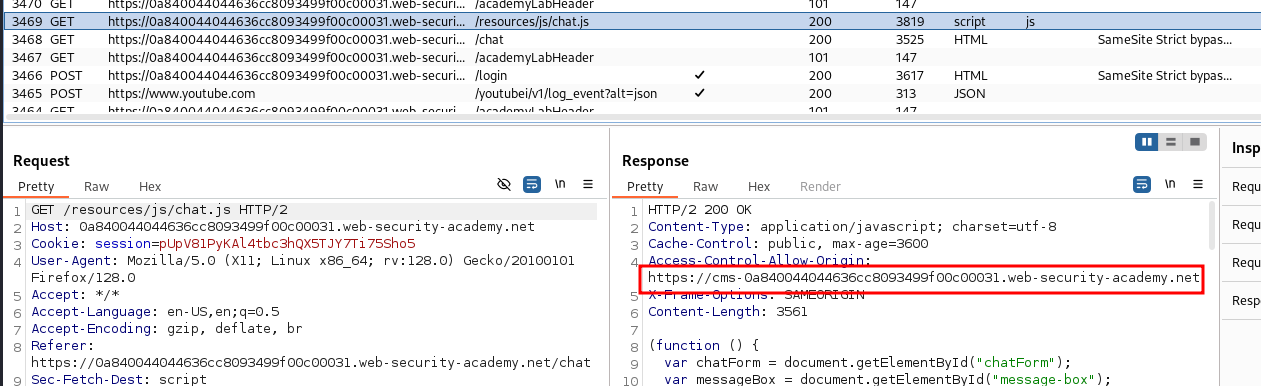 3470 GET https://0a840044044636cc8093499f00c00031.web-securi... /academyLabHeader 101 147
3469 GET https://0a840044044636cc8093499f00c00031.web-securi... /resources/js/chat.js 200 3819 script js
3468 GET https://0a840044044636cc8093499f00c00031.web-securi... /chat 200 3525 HTML SameSite Strict bypas...
3467 GET https://0a840044044636cc8093499f00c00031.web-securi... /academyLabHeader 101 147
3466 POST https://0a840044044636cc8093499f00c00031.web-securi... /login ✓ 200 3617 HTML SameSite Strict bypas...
3465 POST https://www.youtube.com /youtubei/v1/log_event?alt=json ✓ 200 313 JSON
3464 GET https://0a840044044636cc8093499f00c00031.web-securi... /academyLabHeader 101 147
Request
Pretty Raw Hex \n
1 GET /resources/js/chat.js HTTP/2
2 Host: 0a840044044636cc8093499f00c00031.web-security-academy.net
3 Cookie: session=pUpV81PyKAl4tbc3hQX5TJY7Ti75Sho5
4 User-Agent: Mozilla/5.0 (X11; Linux x86_64; rv:128.0) Gecko/20100101
Firefox/128.0
5 Accept: */*
6 Accept-Language: en-US,en;q=0.5
7 Accept-Encoding: gzip, deflate, br
8 Referer:
https://0a840044044636cc8093499f00c00031.web-security-academy.net/chat
9 Sec-Fetch-Dest: script
Response
Pretty Raw Hex Render \n
1 HTTP/2 200 OK
2 Content-Type: application/javascript; charset=utf-8
3 Cache-Control: public, max-age=3600
4 Access-Control-Allow-Origin:
https://cms-0a840044044636cc8093499f00c00031.web-security-academy.net
5 X-Frame-Options: SAMEORIGIN
6 Content-Length: 3561
7
8 (function () {
9 var chatForm = document.getElementById("chatForm");
10 var messageBox = document.getElementById("message-box");
Insp
Requ
Requ
Requ
Resp